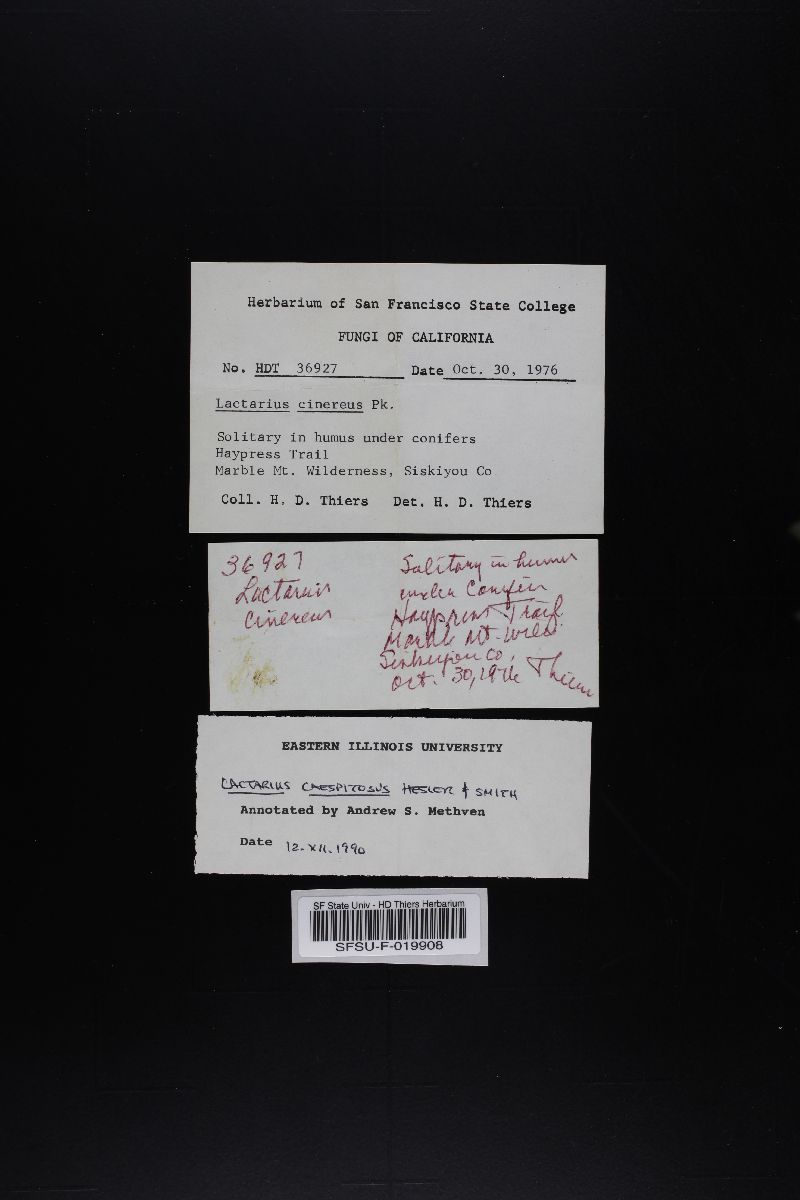 Herbarium of San Francisco State College
FUNGI OF CALIFORNIA
No. HDT 36927 Date Oct. 30, 1976
Lactarius cinereus Pk.
Solitary in humus under conifers
Haypress Trail
Marble Mt. Wilderness, Siskiyou Co
Coll. H. D. Thiers Det. H. D. Thiers
36927
Lactarius
cinereus
Solitary in humus
under Conifers
Haypress Trail
Marble Mt. Wild.
Siskiyou Co.
Oct. 30, 1976 Thiers
EASTERN ILLINOIS UNIVERSITY
LACTARIUS CAESPITOSUS HESLER & SMITH
Annotated by Andrew S. Methven
Date 12.XII.1990
SF State Univ - HD Thiers Herbarium
SFSU-F-019908